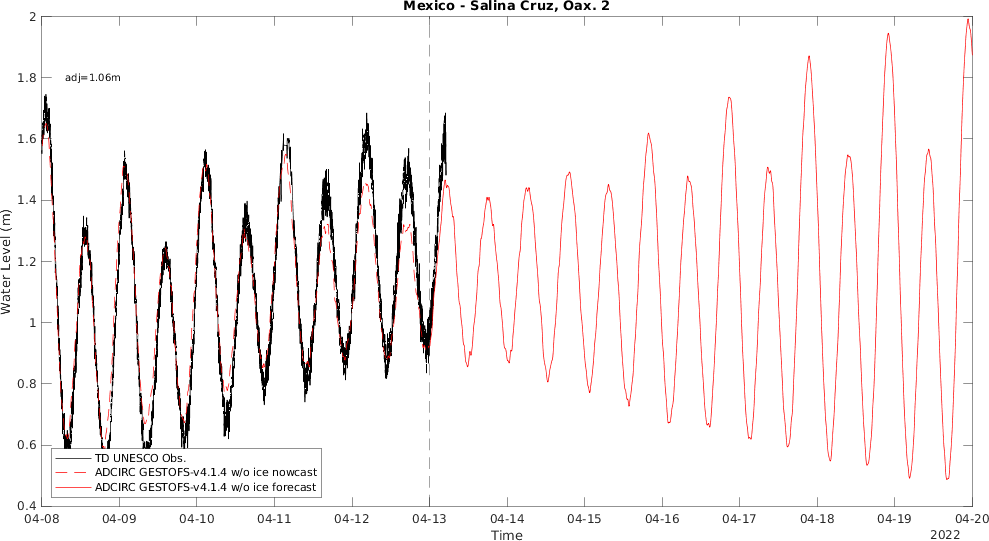 Mexico - Salina Cruz, Oax. 2
adj=1.06m
Water Level (m)
2
1.8
1.6
1.4
1.2
1
0.8
0.6
0.4
TD UNESCO Obs.
ADCIRC GESTOFS-v4.1.4 w/o ice nowcast
ADCIRC GESTOFS-v4.1.4 w/o ice forecast
04-08 04-09 04-10 04-11 04-12 04-13 04-14 04-15 04-16 04-17 04-18 04-19 04-20
Time
2022